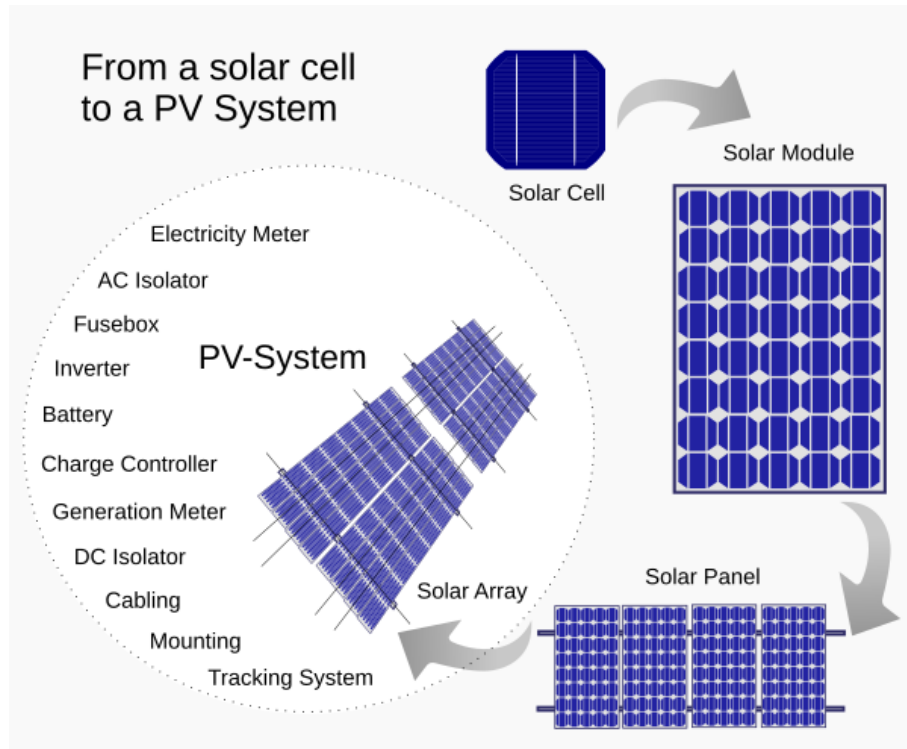 From a solar cell
to a PV System
Solar Cell
Solar Module
Electricity Meter
AC Isolator
Fusebox
PV-System
Inverter
Battery
Charge Controller
Generation Meter
DC Isolator
Solar Panel
Solar Array
Cabling
Mounting
Tracking System